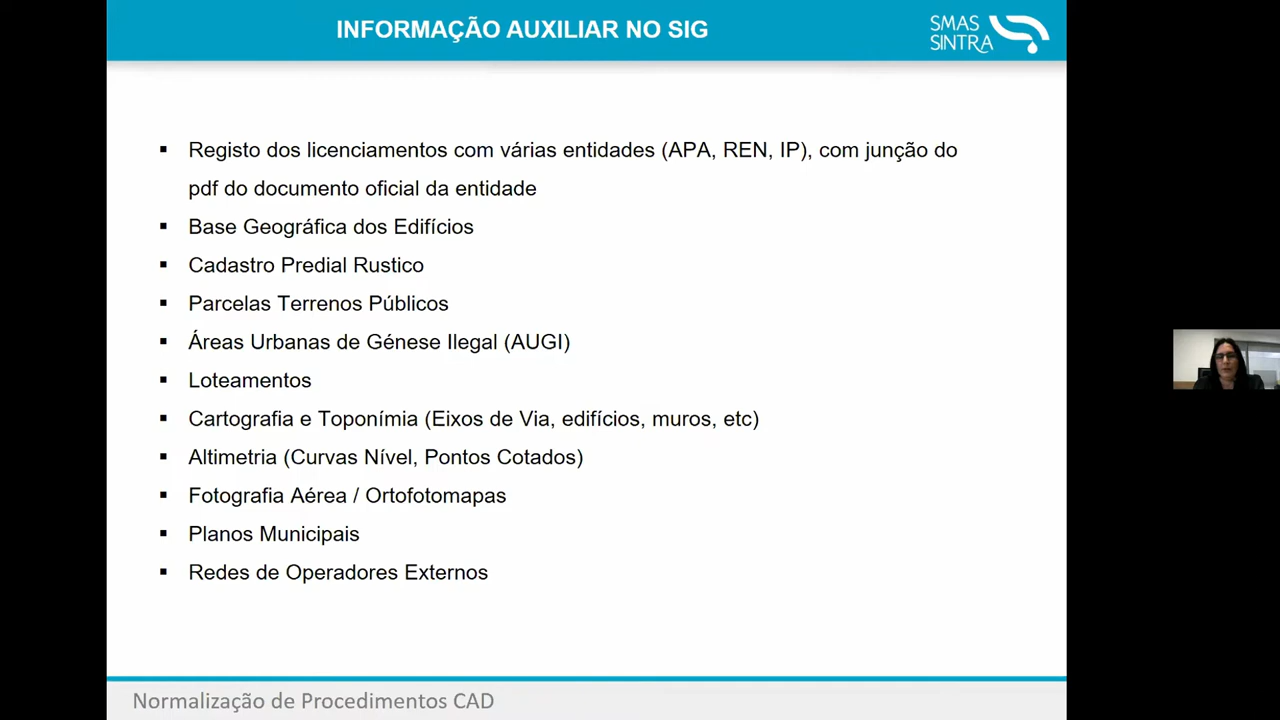 INFORMAÇÃO AUXILIAR NO SIG
SMAS
SINTRA
Registo dos licenciamentos com várias entidades (APA, REN, IP), com junção do
pdf do documento oficial da entidade
Base Geográfica dos Edifícios
Cadastro Predial Rustico
Parcelas Terrenos Públicos
Áreas Urbanas de Génese Ilegal (AUGI)
Loteamentos
Cartografia e Toponímia (Eixos de Via, edifícios, muros, etc)
Altimetria (Curvas Nível, Pontos Cotados)
Fotografia Aérea / Ortofotomapas
Planos Municipais
Redes de Operadores Externos
Normalização de Procedimentos CAD